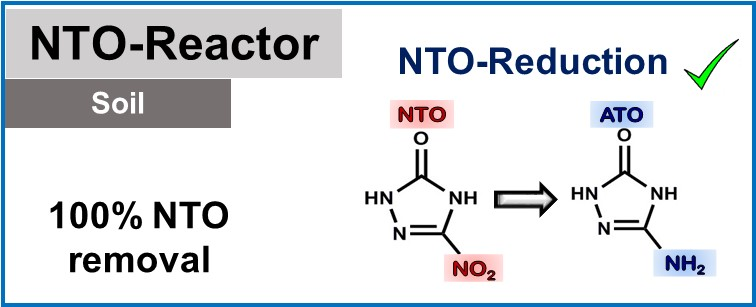 NTO-Reactor
Soil
100% NTO
removal
NTO-Reduction
NTO
O
HN
NH
N
NO₂
ATO
O
HN
NH
N
NH₂